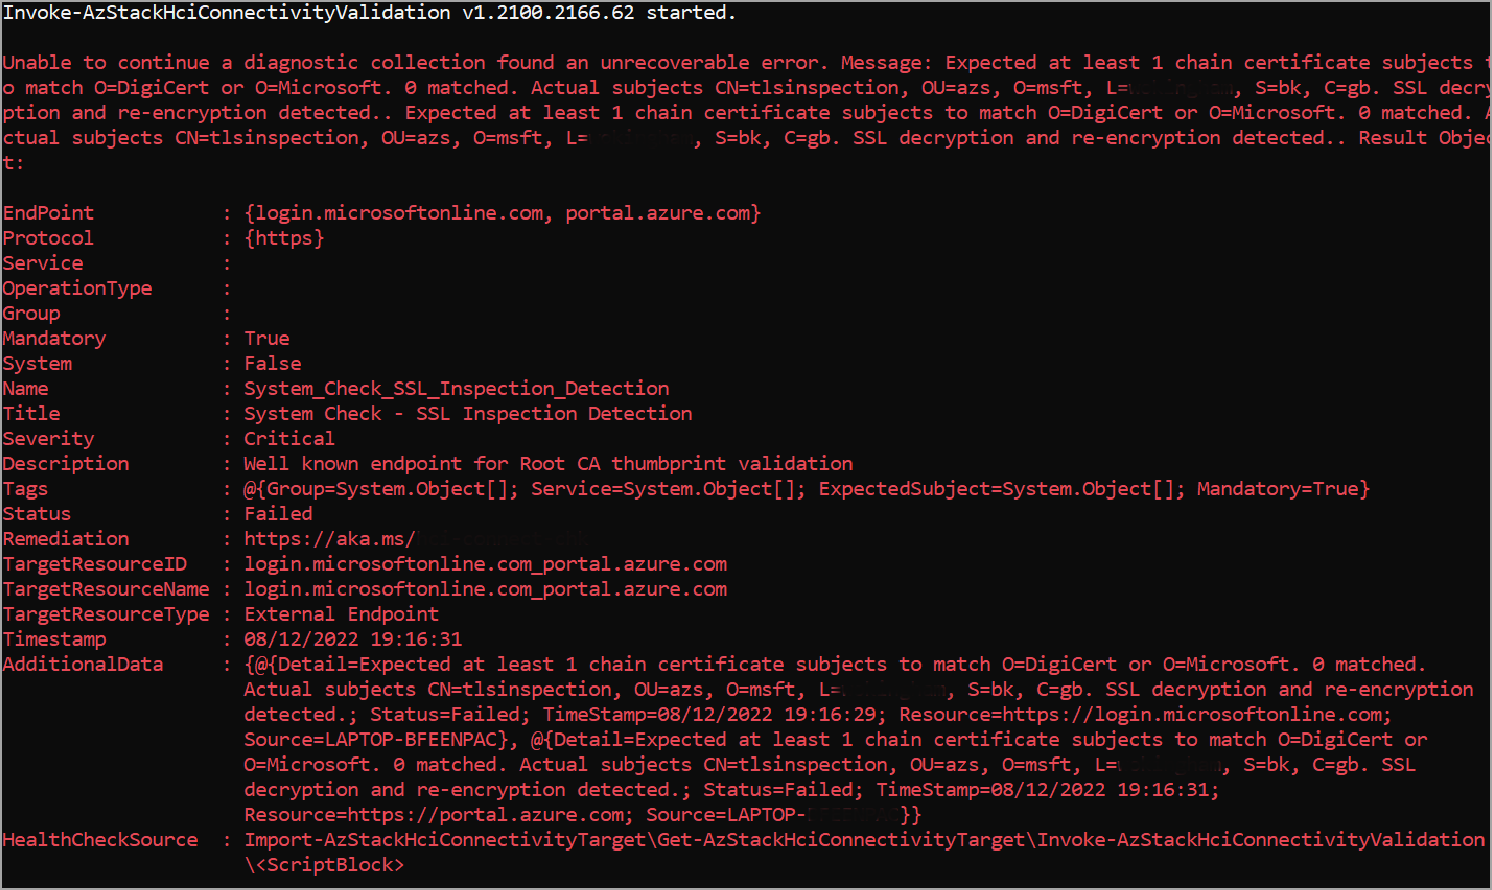 Invoke-AzStackHciConnectivityValidation v1.2100.2166.62 started.
Unable to continue a diagnostic collection found an unrecoverable error. Message: Expected at least 1 chain certificate subjects t
o match O=DigiCert or O=Microsoft. 0 matched. Actual subjects CN=tlsinspection, OU=azs, O=msft, L= , S=bk, C=gb. SSL decry
ption and re-encryption detected.. Expected at least 1 chain certificate subjects to match O=DigiCert or O=Microsoft. 0 matched. A
ctual subjects CN=tlsinspection, OU=azs, O=msft, L= , S=bk, C=gb. SSL decryption and re-encryption detected.. Result Objec
t:
EndPoint : {login.microsoftonline.com, portal.azure.com}
Protocol : {https}
Service :
OperationType :
Group :
Mandatory : True
System : False
Name : System_Check_SSL_Inspection_Detection
Title : System Check - SSL Inspection Detection
Severity : Critical
Description : Well known endpoint for Root CA thumbprint validation
Tags : @{Group=System.Object[]; Service=System.Object[]; ExpectedSubject=System.Object[]; Mandatory=True}
Status : Failed
Remediation : https://aka.ms/
TargetResourceID : login.microsoftonline.com_portal.azure.com
TargetResourceName : login.microsoftonline.com_portal.azure.com
TargetResourceType : External Endpoint
Timestamp : 08/12/2022 19:16:31
AdditionalData : {@{Detail=Expected at least 1 chain certificate subjects to match O=DigiCert or O=Microsoft. 0 matched.
Actual subjects CN=tlsinspection, OU=azs, O=msft, L= , S=bk, C=gb. SSL decryption and re-encryption
detected.; Status=Failed; TimeStamp=08/12/2022 19:16:29; Resource=https://login.microsoftonline.com;
Source=LAPTOP-BFEENPAC}, @{Detail=Expected at least 1 chain certificate subjects to match O=DigiCert or
O=Microsoft. 0 matched. Actual subjects CN=tlsinspection, OU=azs, O=msft, L= , S=bk, C=gb. SSL
decryption and re-encryption detected.; Status=Failed; TimeStamp=08/12/2022 19:16:31;
Resource=https://portal.azure.com; Source=LAPTOP- }}
HealthCheckSource : Import-AzStackHciConnectivityTarget\Get-AzStackHciConnectivityTarget\Invoke-AzStackHciConnectivityValidation
\<ScriptBlock>